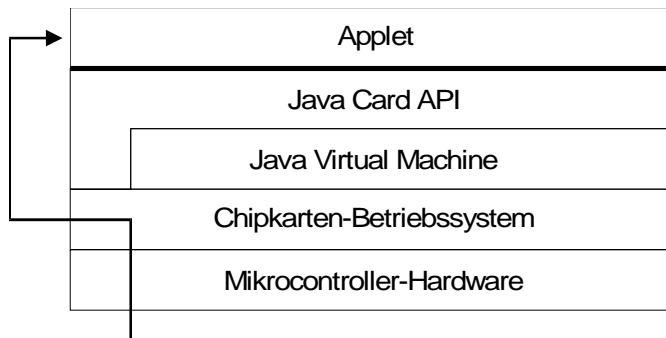 Applet
Java Card API
Java Virtual Machine
Chipkarten-Betriebssystem
Mikrocontroller-Hardware